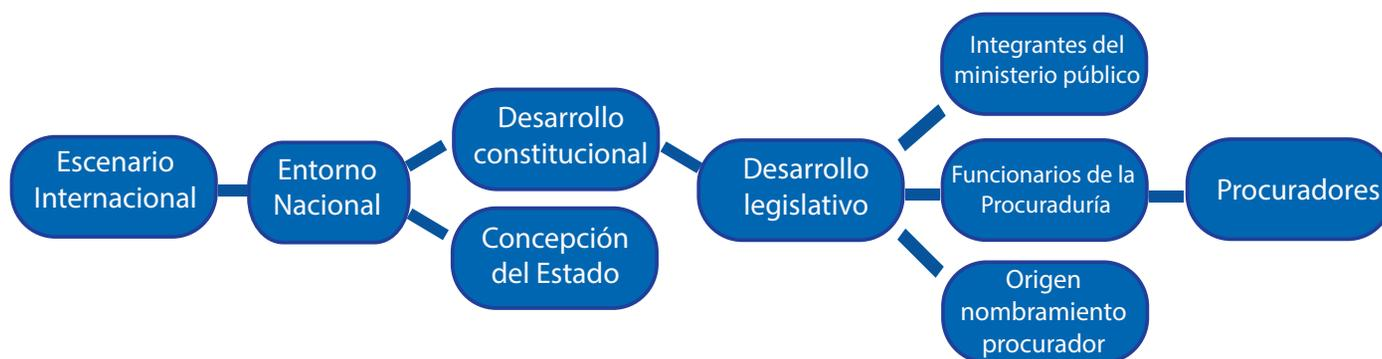 Escenario
Internacional
Entorno
Nacional
Desarrollo
constitucional
Concepción
del Estado
Desarrollo
legislativo
Integrantes del
ministerio público
Funcionarios de la
Procuraduría
Origen
nombramiento
procurador
Procuradores